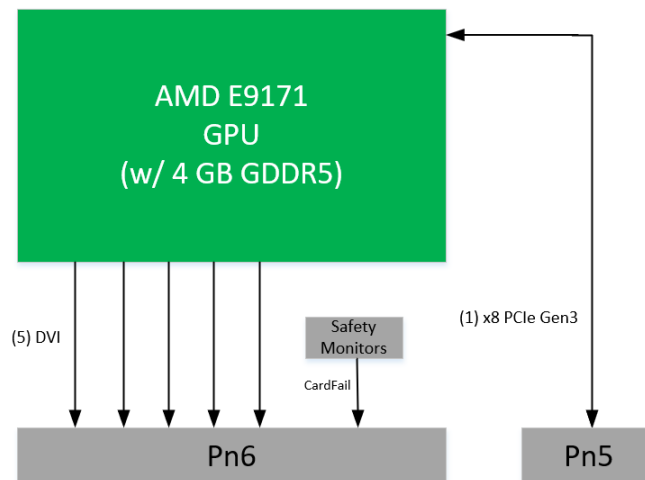 AMD E9171
GPU
(w/ 4 GB GDDR5)
(5) DVI
Safety
Monitors
(1) x8 PCIe Gen3
CardFail
Pn6
Pn5